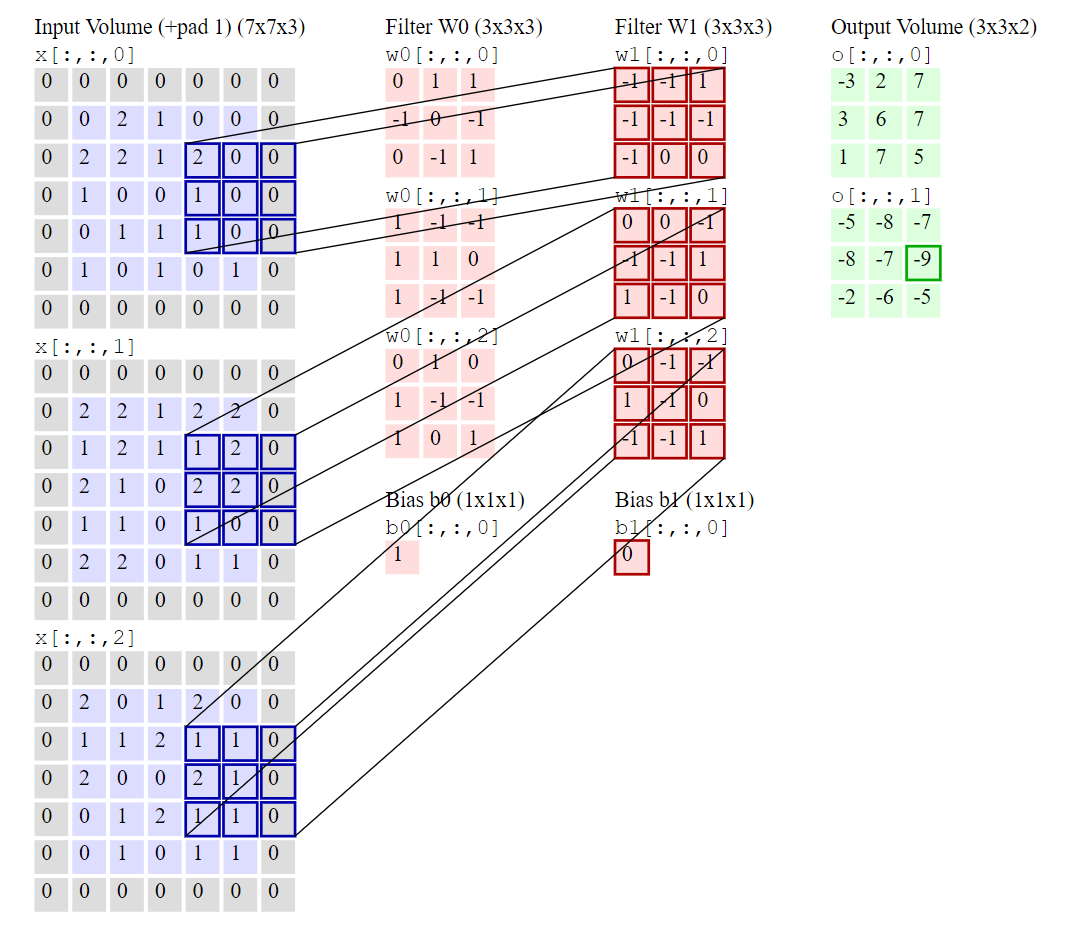 Input Volume (+pad 1) (7x7x3) Filter W0 (3x3x3) Filter W1 (3x3x3) Output Volume (3x3x2)
x[:,:,0] w0[:,:,0] w1[:,:,0] o[:,:,0]
0 0 0 0 0 0 0 0 1 1 -1 -1 1 -3 2 7
0 0 2 1 0 0 0 -1 0 -1 -1 -1 -1 3 6 7
0 2 2 1 2 0 0 0 -1 1 -1 0 0 1 7 5
0 1 0 0 1 0 0 w0[:,:,1] w1[:,:,1] o[:,:,1]
0 0 1 1 1 0 0 1 -1 -1 0 0 -1 -5 -8 -7
0 1 0 1 0 1 0 1 1 0 -1 -1 1 -8 -7 -9
0 0 0 0 0 0 0 1 -1 -1 1 -1 0 -2 -6 -5
x[:,:,1] w0[:,:,2] w1[:,:,2]
0 0 0 0 0 0 0 0 1 0 0 -1 -1
0 2 2 1 2 2 0 1 -1 -1 1 -1 0
0 1 2 1 1 2 0 1 0 1 -1 -1 1
0 2 1 0 2 2 0 Bias b0 (1x1x1) Bias b1 (1x1x1)
0 1 1 0 1 0 0 b0[:,:,0] b1[:,:,0]
0 2 2 0 1 1 0 1 0
0 0 0 0 0 0 0
x[:,:,2]
0 0 0 0 0 0 0
0 2 0 1 2 0 0
0 1 1 2 1 1 0
0 2 0 0 2 1 0
0 0 1 2 1 1 0
0 0 1 0 1 1 0
0 0 0 0 0 0 0